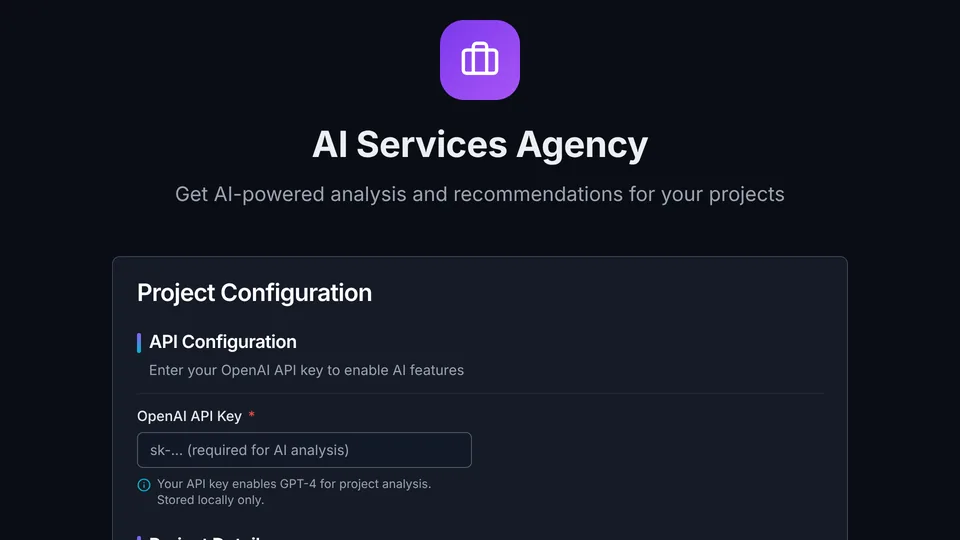 AI Services Agency
Get AI-powered analysis and recommendations for your projects
Project Configuration
API Configuration
Enter your OpenAI API key to enable AI features
OpenAI API Key *
sk-... (required for AI analysis)
Your API key enables GPT-4 for project analysis.
Stored locally only.